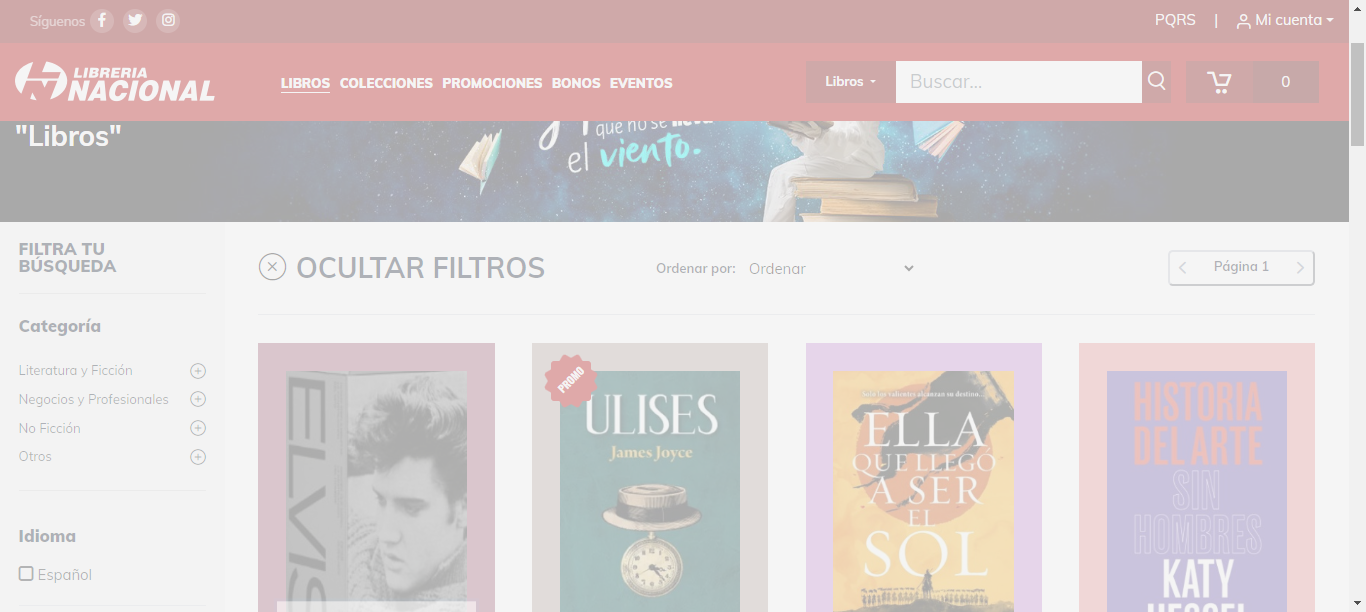 Síguenos
PQRS | Mi cuenta
LIBRERIA
NACIONAL
LIBROS COLECCIONES PROMOCIONES BONOS EVENTOS
Libros
Buscar...
0
"Libros"
que no se
el viento.
FILTRA TU
BÚSQUEDA
Categoría
Literatura y Ficción
Negocios y Profesionales
No Ficción
Otros
Idioma
Español
OCULTAR FILTROS
Ordenar por: Ordenar
Página 1
ELVIS
PROMO
ULISES
James Joyce
Solo los valientes alcanzan su destino...
ELLA
QUE LLEGÓ
A SER
EL
SOL
HISTORIA
DEL ARTE
SIN
HOMBRES
KATY